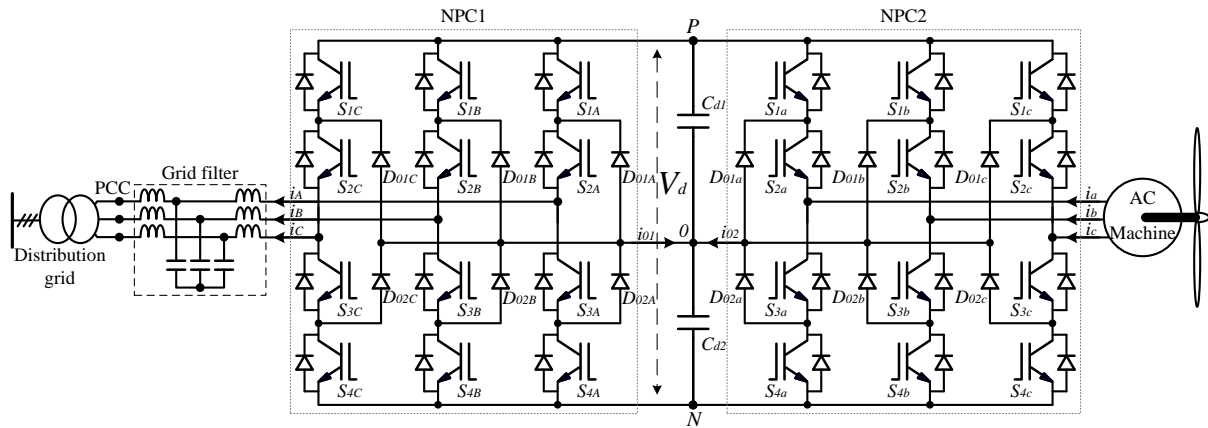 NPC1
P
NPC2
S1C
S1B
S1A
Cd1
S1a
S1b
S1c
Grid filter
PCC
S2C
D01C
S2B
D01B
S2A
D01A
Vd
D01a
S2a
D01b
S2b
D01c
S2c
iA
iB
iC
ia
ib
ic
AC
Machine
i01
0
i02
Distribution
grid
S3C
D02C
S3B
D02B
S3A
D02A
D02a
S3a
D02b
S3b
D02c
S3c
Cd2
S4C
S4B
S4A
S4a
S4b
S4c
N